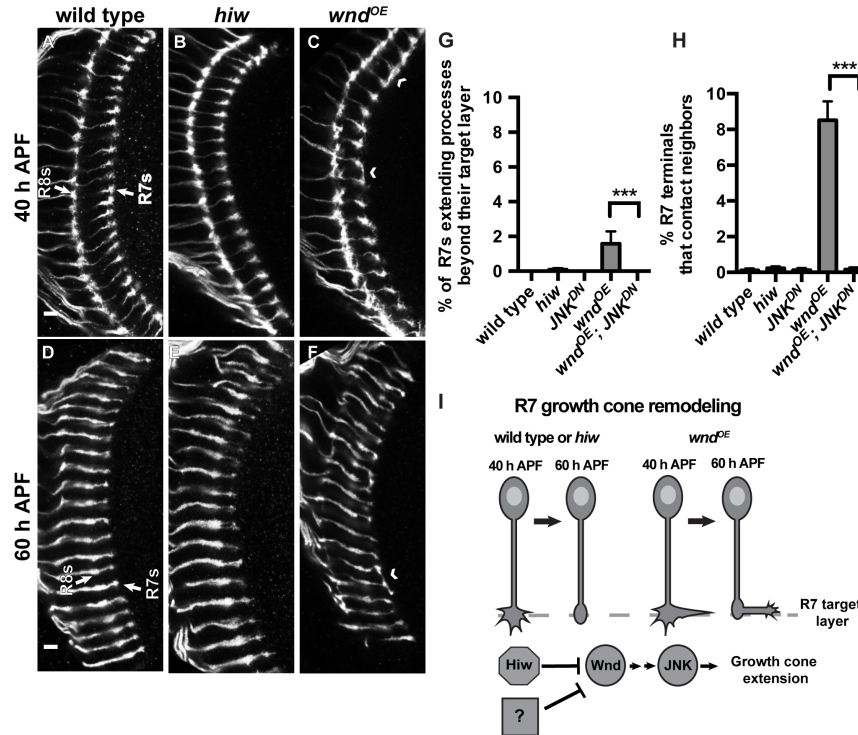 wild type
hiw
wnd^OE
G
H
A
B
C
40 h APF
R8s
R7s
% of R7s extending processes
beyond their target layer
10
8
6
4
2
0
***
wild type
hiw
JNK^DN
wnd^OE
wnd^OE; JNK^DN
% R7 terminals
that contact neighbors
10
8
6
4
2
0
***
wild type
hiw
JNK^DN
wnd^OE
wnd^OE; JNK^DN
D
E
F
60 h APF
R8s
R7s
I
R7 growth cone remodeling
wild type or hiw
wnd^OE
40 h APF
60 h APF
40 h APF
60 h APF
R7 target
layer
Hiw
Wnd
JNK
Growth cone
extension
?